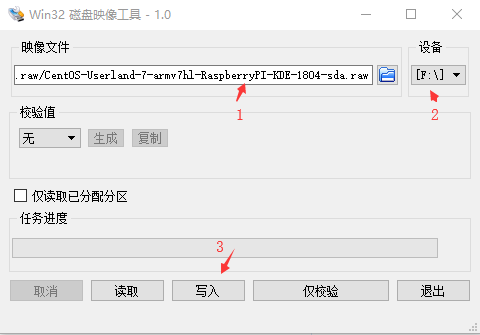 Win32 磁盘映像工具 - 1.0
映像文件
设备
.raw/CentOS-Userland-7-armv7hl-RaspberryPI-KDE-1804-sda.raw
[F:\]
1
2
校验值
无
生成
复制
仅读取已分配分区
任务进度
3
取消
读取
写入
仅校验
退出